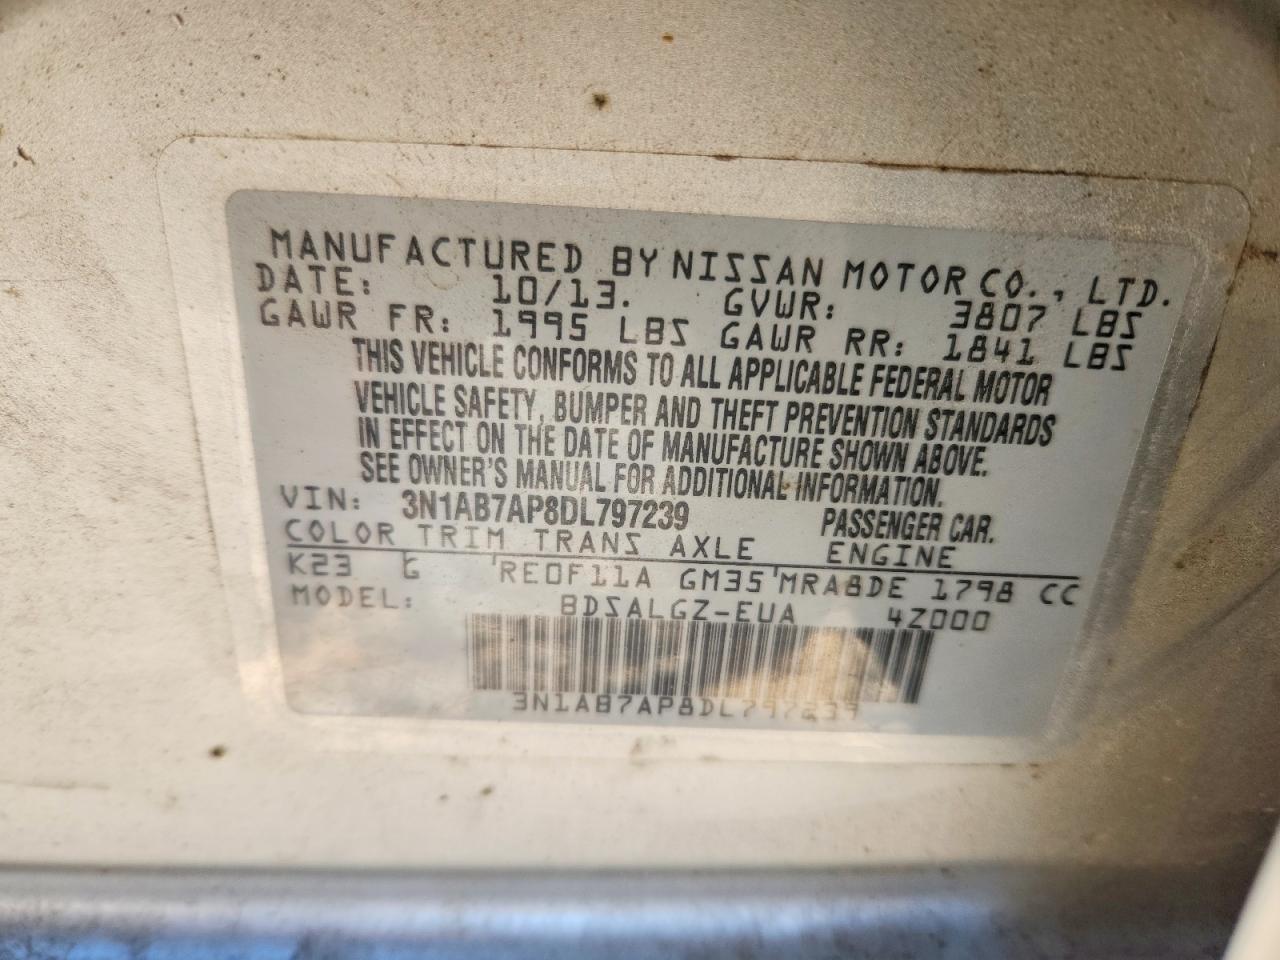 MANUFACTURED BY NISSAN MOTOR CO., LTD.
DATE: 10/13. GVWR: 3807 LBS
GAWR FR: 1995 LBS GAWR RR: 1841 LBS
THIS VEHICLE CONFORMS TO ALL APPLICABLE FEDERAL MOTOR
VEHICLE SAFETY, BUMPER AND THEFT PREVENTION STANDARDS
IN EFFECT ON THE DATE OF MANUFACTURE SHOWN ABOVE.
SEE OWNER'S MANUAL FOR ADDITIONAL INFORMATION.
VIN: 3N1AB7AP8DL797239 PASSENGER CAR.
COLOR TRIM TRANS AXLE ENGINE
K23 G RE0F11A GM35 MRA8DE 1798 CC
MODEL: BDSALGZ-EUA 4Z000
3N1AB7AP8DL797239